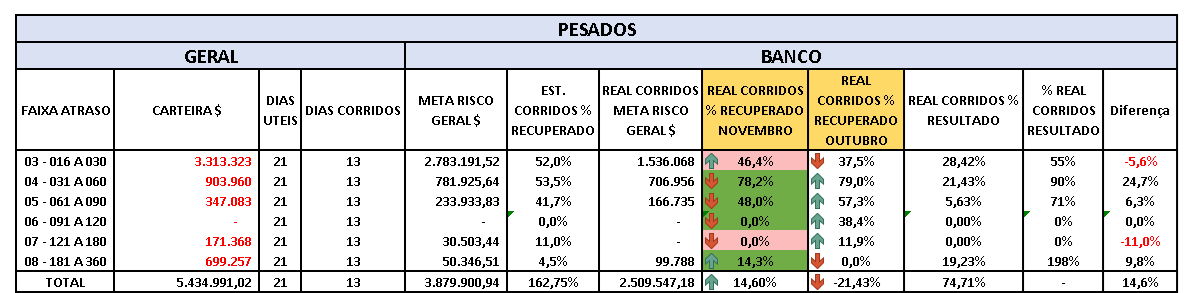 PESADOS
GERAL BANCO
FAIXA ATRASO CARTEIRA $ DIAS UTEIS DIAS CORRIDOS META RISCO GERAL $ EST. CORRIDOS % RECUPERADO REAL CORRIDOS META RISCO GERAL $ REAL CORRIDOS % RECUPERADO NOVEMBRO REAL CORRIDOS % RECUPERADO OUTUBRO REAL CORRIDOS % RESULTADO % REAL CORRIDOS RESULTADO Diferença
03 - 016 A 030 3.313.323 21 13 2.783.191,52 52,0% 1.536.068 46,4% 37,5% 28,42% 55% -5,6%
04 - 031 A 060 903.960 21 13 781.925,64 53,5% 706.956 78,2% 79,0% 21,43% 90% 24,7%
05 - 061 A 090 347.083 21 13 233.933,83 41,7% 166.735 48,0% 57,3% 5,63% 71% 6,3%
06 - 091 A 120 - 21 13 - 0,0% - 0,0% 38,4% 0,00% 0% 0,0%
07 - 121 A 180 171.368 21 13 30.503,44 11,0% - 0,0% 11,9% 0,00% 0% -11,0%
08 - 181 A 360 699.257 21 13 50.346,51 4,5% 99.788 14,3% 0,0% 19,23% 198% 9,8%
TOTAL 5.434.991,02 21 13 3.879.900,94 162,75% 2.509.547,18 14,60% -21,43% 74,71% - 14,6%